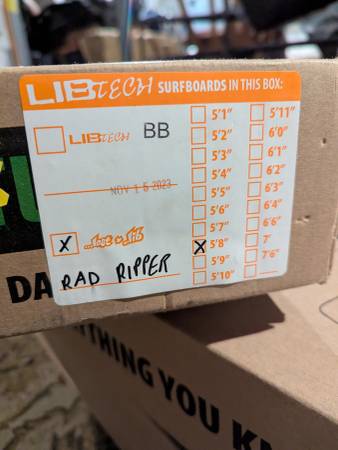 LIBTECH SURFBOARDS IN THIS BOX:
LIBTECH BB
NOV 15 2023
X ...lost
RAD RIPPER
5'1"
5'2"
5'3"
5'4"
5'5"
5'6"
5'7"
X 5'8"
5'9"
5'10"
5'11"
6'0"
6'1"
6'2"
6'3"
6'4"
6'6"
7'
7'6"
DA
THING YOU K